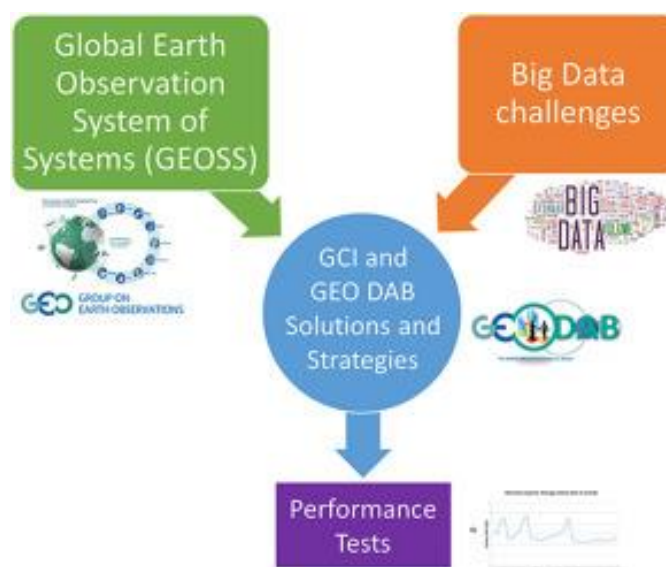 Global Earth
Observation
System of
Systems (GEOSS)
Big Data
challenges
BIG
DATA
GEO GROUP ON
EARTH OBSERVATIONS
GCI and
GEO DAB
Solutions and
Strategies
GEO DAB
Performance
Tests